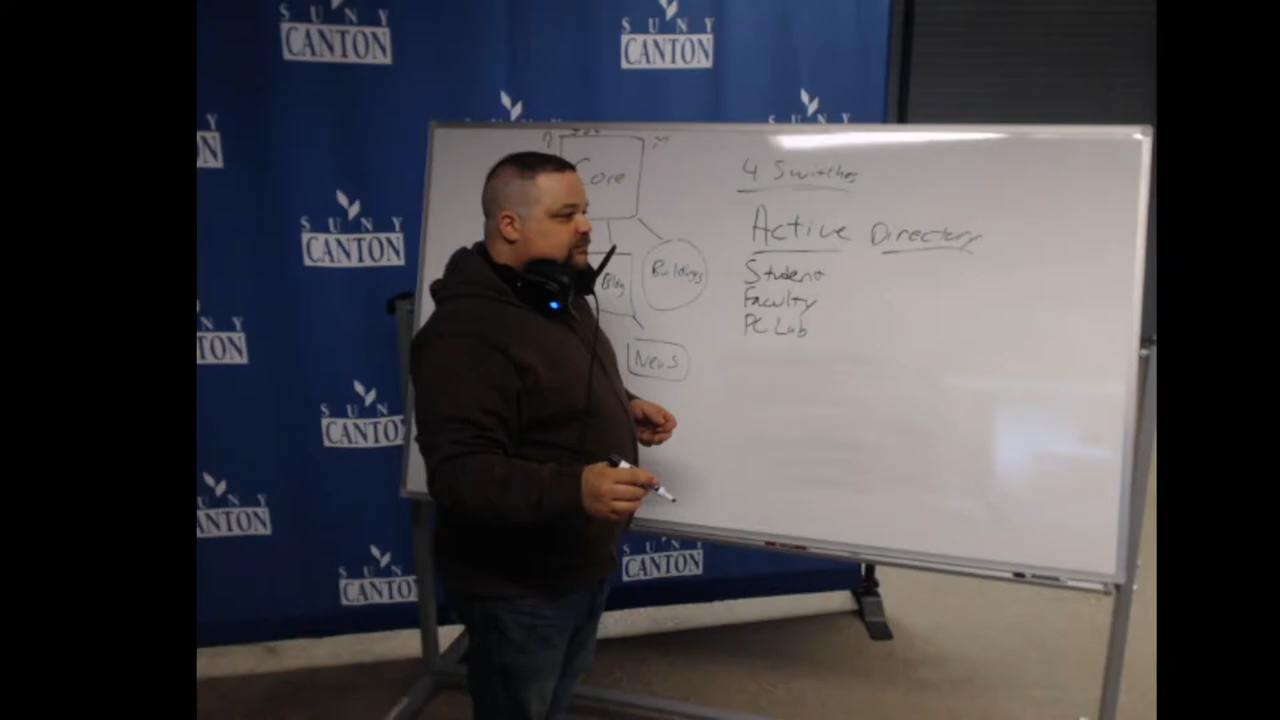 SUNY
CANTON
SUNY
CANTON
SUNY
CANTON
SUNY
CANTON
SUNY
CANTON
SUNY
CANTON
SUNY
CANTON
Core
Bldg
Buildings
News
4 Switches
Active Directory
Student
Faculty
PC Lab